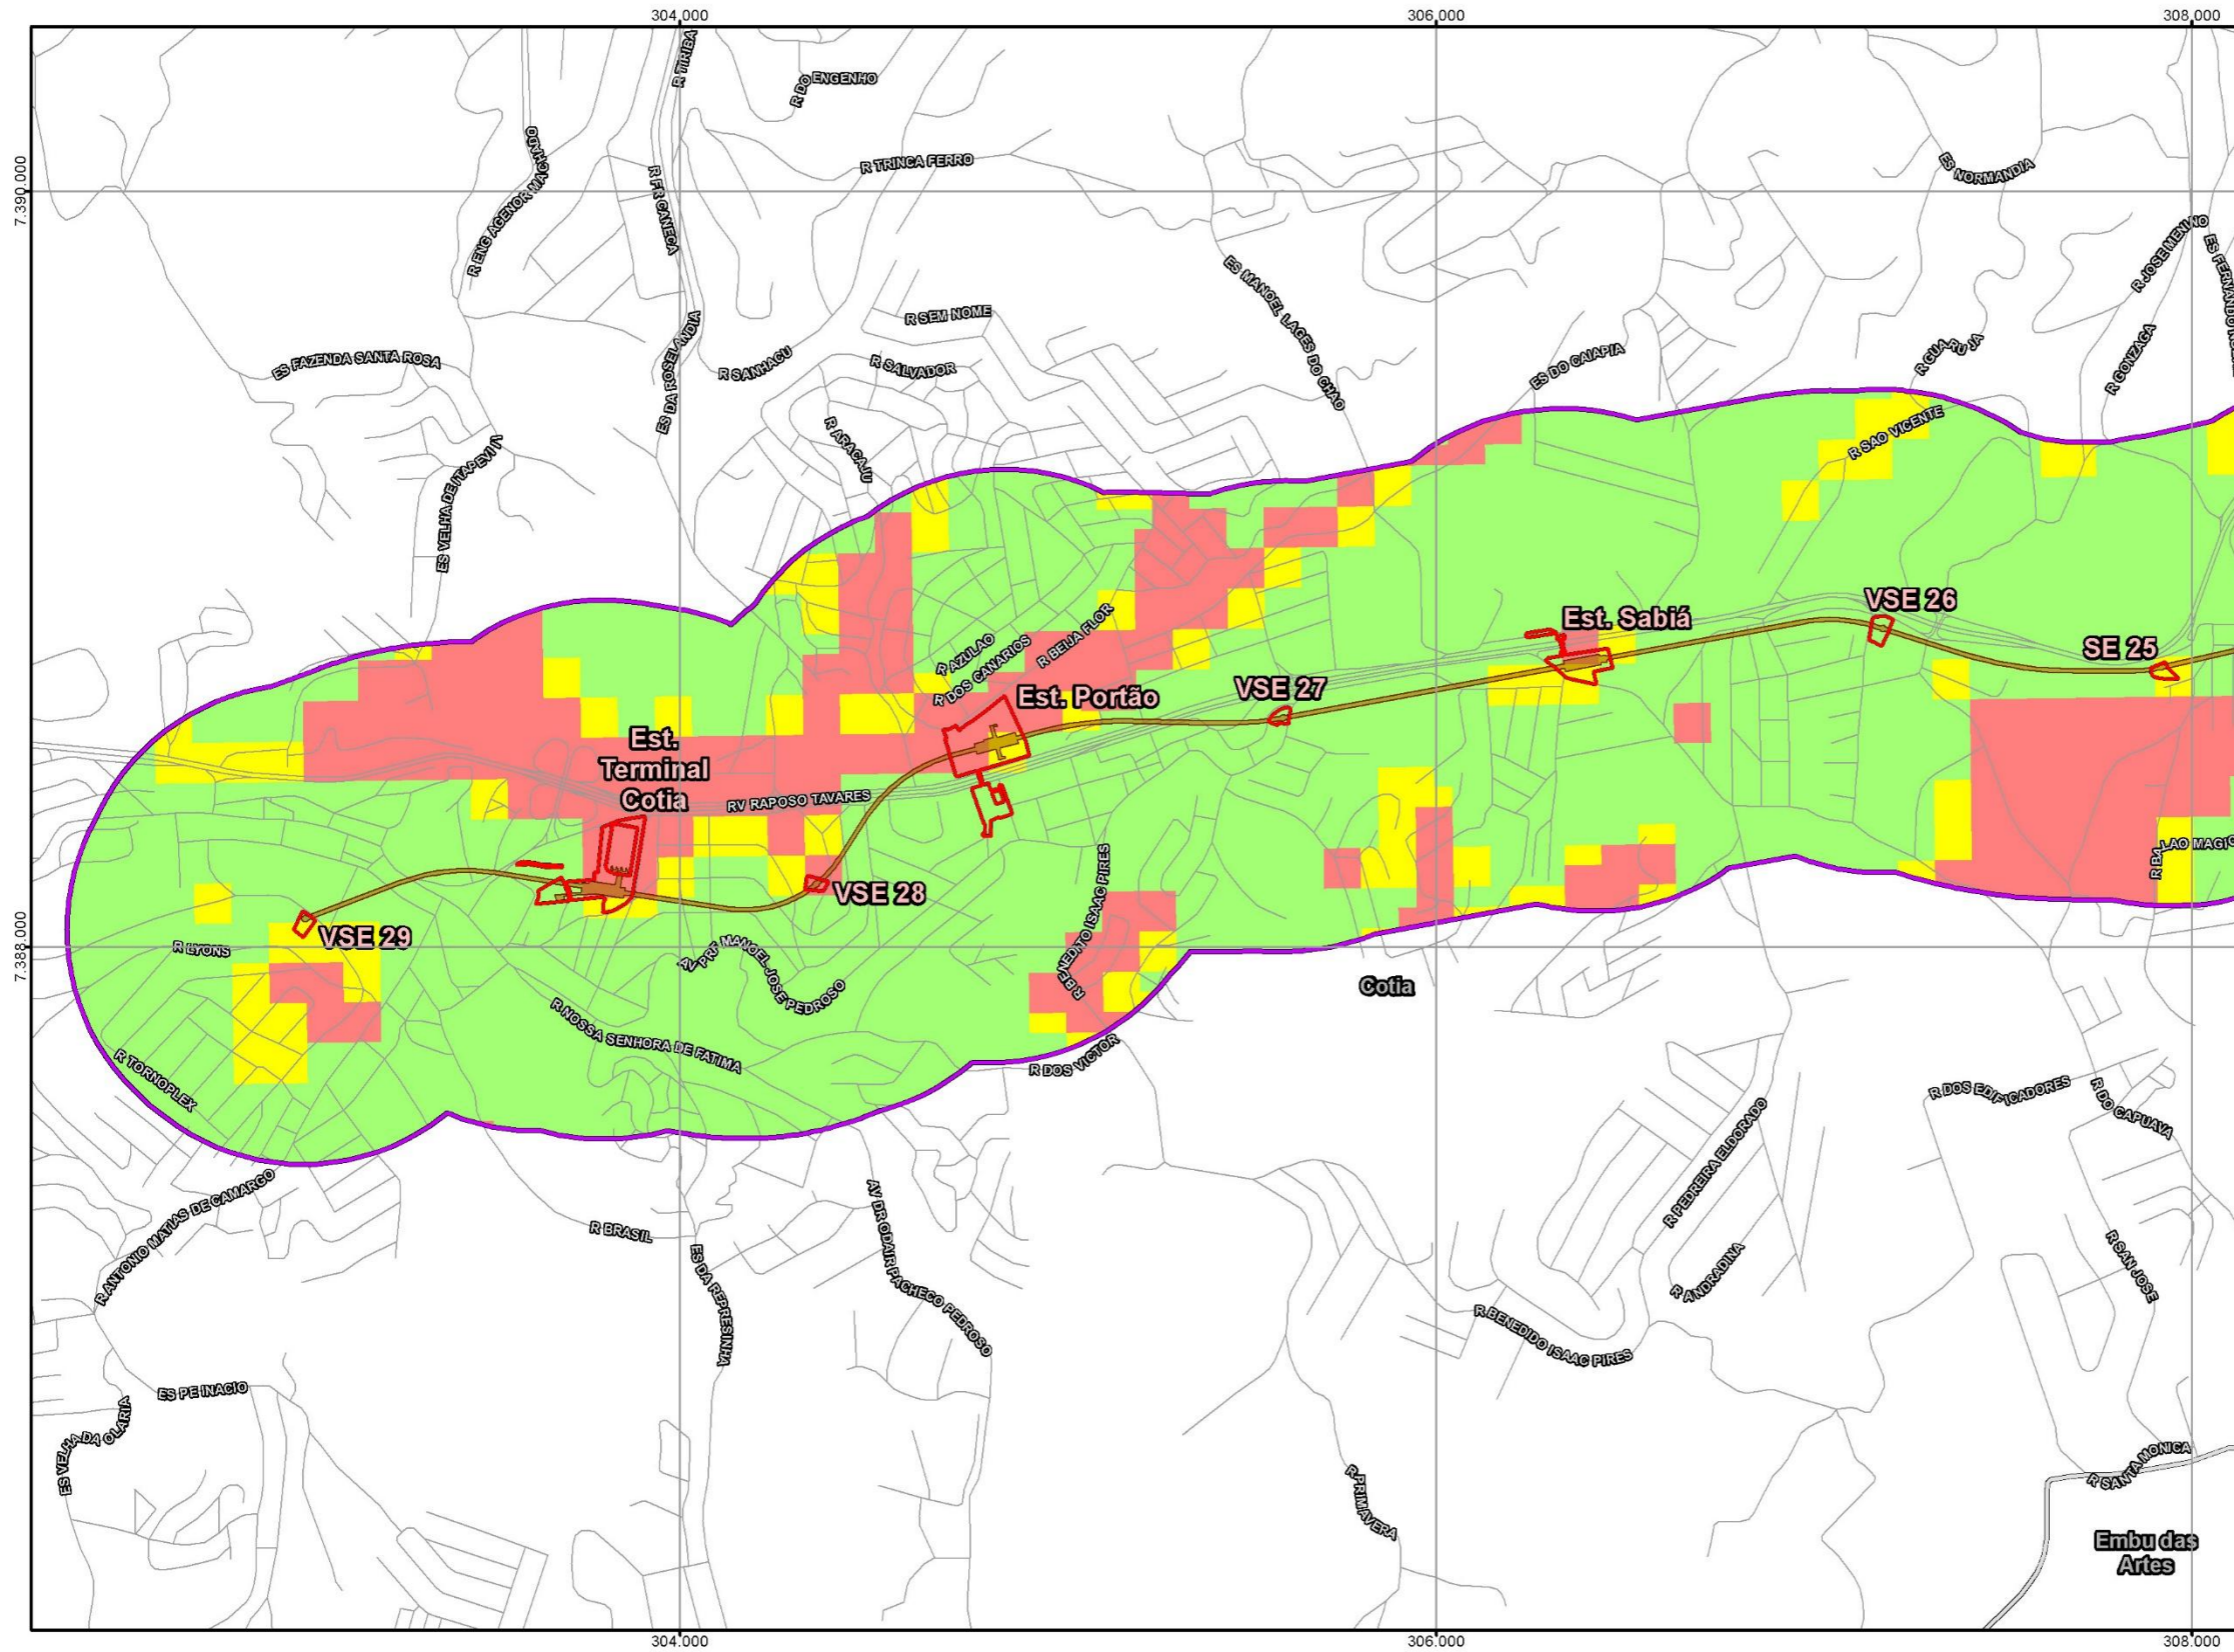 304.000
306.000
308.000
7.390.000
7.388.000
R TIRIBA
R DO ENGENHO
R ENG AGENOR MACHADO
R FR CANECA
R TRINCA FERRO
ES NORMANDIA
R JOSE MENINO
ES MANOEL LAGES DO CHAO
R SEM NOME
ES DA ROSELANDIA
R SANHACU
R SALVADOR
ES FAZENDA SANTA ROSA
ES DO CAIAPIA
R GUARUJA
R GONZAGA
R ARACAJU
R SAO VICENTE
ES VELHA DE ITAPEVI
R AZULAO
R DOS CANARIOS
R BEIJA FLOR
Est. Sabiá
VSE 26
SE 25
VSE 27
Est. Portão
Est.
Terminal
Cotia
RV RAPOSO TAVARES
VSE 28
VSE 29
R LYONS
AV PRF MANOEL JOSE PEDROSO
R BENEDITO ISAAC PIRES
LAO MAGIC
Cotia
R NOSSA SENHORA DE FATIMA
R TORNOPLEX
R DOS VICTOR
R DOS EDIFICADORES
R DO CAPUAVA
R PEDREIRA ELDORADO
R ANTONIO MATIAS DE CAMARGO
R BRASIL
AV DR ODAIR PACHECO PEDROSO
ES DA REPRESINHA
R ANDRADINA
R SAN JOSE
R BENEDIDO ISAAC PIRES
ES PE INACIO
ES VELHA DA OLARIA
R PRIMAVERA
R SANTA MONICA
Embu das
Artes
304.000
306.000
308.000